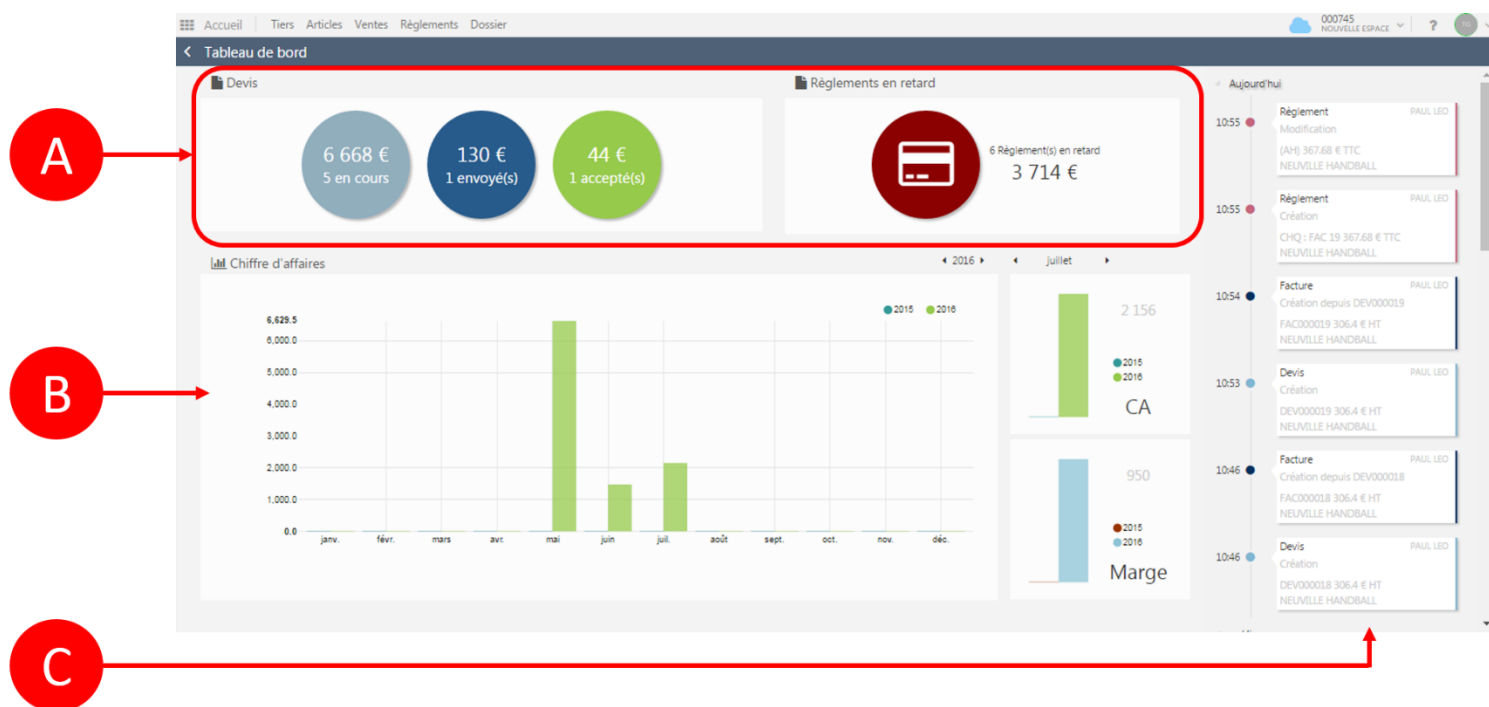 Accueil Tiers Articles Ventes Règlements Dossier
000745
NOUVELLE ESPACE
?
Tableau de bord
A
Devis
6 668 €
5 en cours
130 €
1 envoyé(s)
44 €
1 accepté(s)
Règlements en retard
6 Règlement(s) en retard
3 714 €
B
Chiffre d'affaires
2016
juillet
2015 2016
6,629.5
6,000.0
5,000.0
4,000.0
3,000.0
2,000.0
1,000.0
0.0
janv. févr. mars avr. mai juin juil. août sept. oct. nov. déc.
2 156
2015
2016
CA
950
2015
2016
Marge
Aujourd'hui
10:55
Règlement PAUL LEO
Modification
(AH) 367.68 € TTC
NEUVILLE HANDBALL
10:55
Règlement PAUL LEO
Création
CHQ : FAC 19 367.68 € TTC
NEUVILLE HANDBALL
10:54
Facture PAUL LEO
Création depuis DEV000019
FAC000019 306.4 € HT
NEUVILLE HANDBALL
10:53
Devis PAUL LEO
Création
DEV000019 306.4 € HT
NEUVILLE HANDBALL
10:46
Facture PAUL LEO
Création depuis DEV000018
FAC000018 306.4 € HT
NEUVILLE HANDBALL
10:46
Devis PAUL LEO
Création
DEV000018 306.4 € HT
NEUVILLE HANDBALL
C